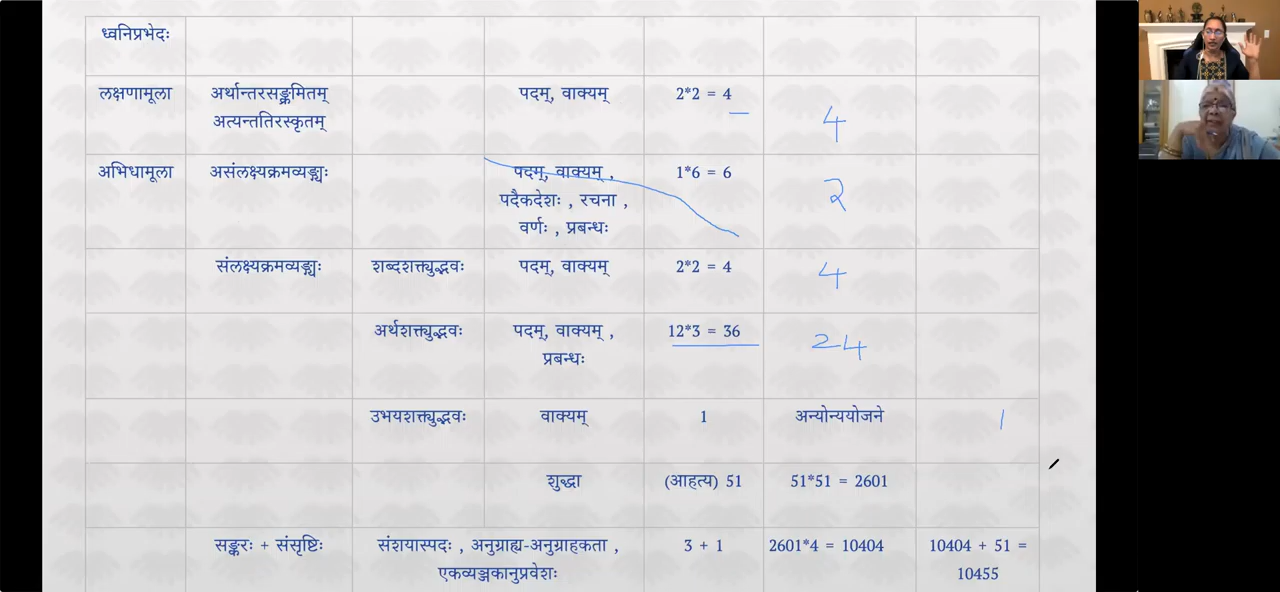 ध्वनिप्रभेदः
लक्षणामूला अर्थान्तरसङ्क्रमितम् पदम्, वाक्यम् 2*2 = 4 4
अत्यन्ततिरस्कृतम्
अभिधामूला असंलक्ष्यक्रमव्यङ्ग्यः पदम्, वाक्यम् , 1*6 = 6 2
पदैकदेशः , रचना ,
वर्णः , प्रबन्धः
संलक्ष्यक्रमव्यङ्ग्यः शब्दशक्त्युद्भवः पदम्, वाक्यम् 2*2 = 4 4
अर्थशक्त्युद्भवः पदम्, वाक्यम् , 12*3 = 36 24
प्रबन्धः
उभयशक्त्युद्भवः वाक्यम् 1 अन्योन्ययोजने 1
शुद्धा (आहत्य) 51 51*51 = 2601
सङ्करः + संसृष्टिः संशयास्पदः , अनुग्राह्य-अनुग्राहकता , 3 + 1 2601*4 = 10404 10404 + 51 =
एकव्यञ्जकानुप्रवेशः 10455